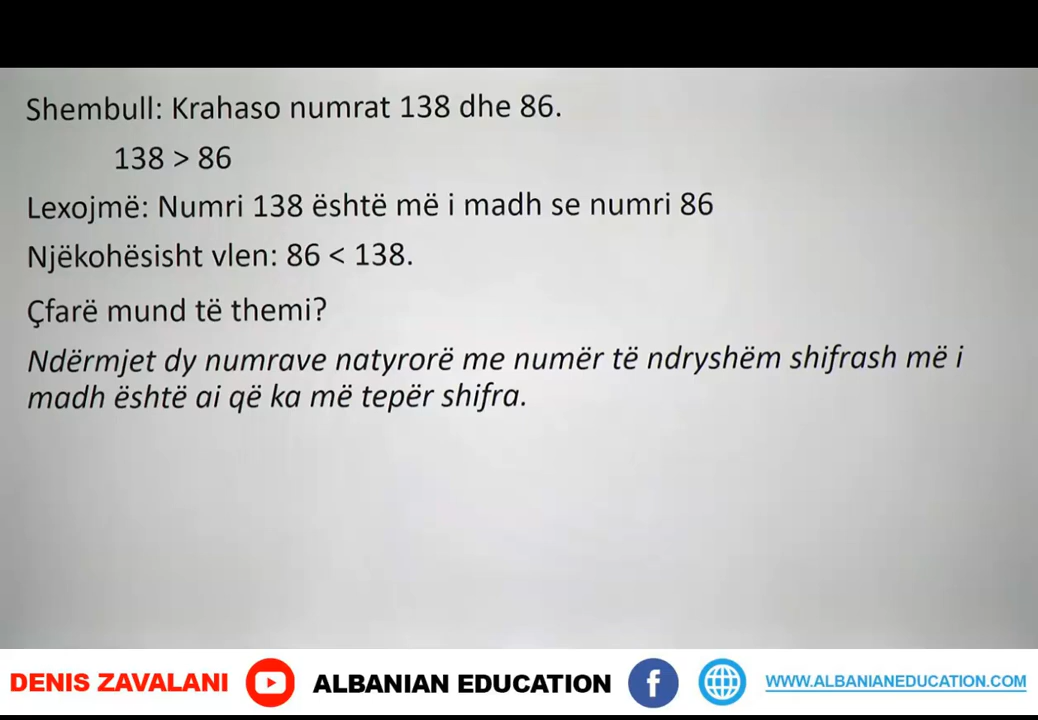 Shembull: Krahaso numrat 138 dhe 86.
138 > 86
Lexojmë: Numri 138 është më i madh se numri 86
Njëkohësisht vlen: 86 < 138.
Çfarë mund të themi?
Ndërmjet dy numrave natyrorë me numër të ndryshëm shifrash më i
madh është ai që ka më tepër shifra.
DENIS ZAVALANI ALBANIAN EDUCATION f WWW.ALBANIANEDUCATION.COM